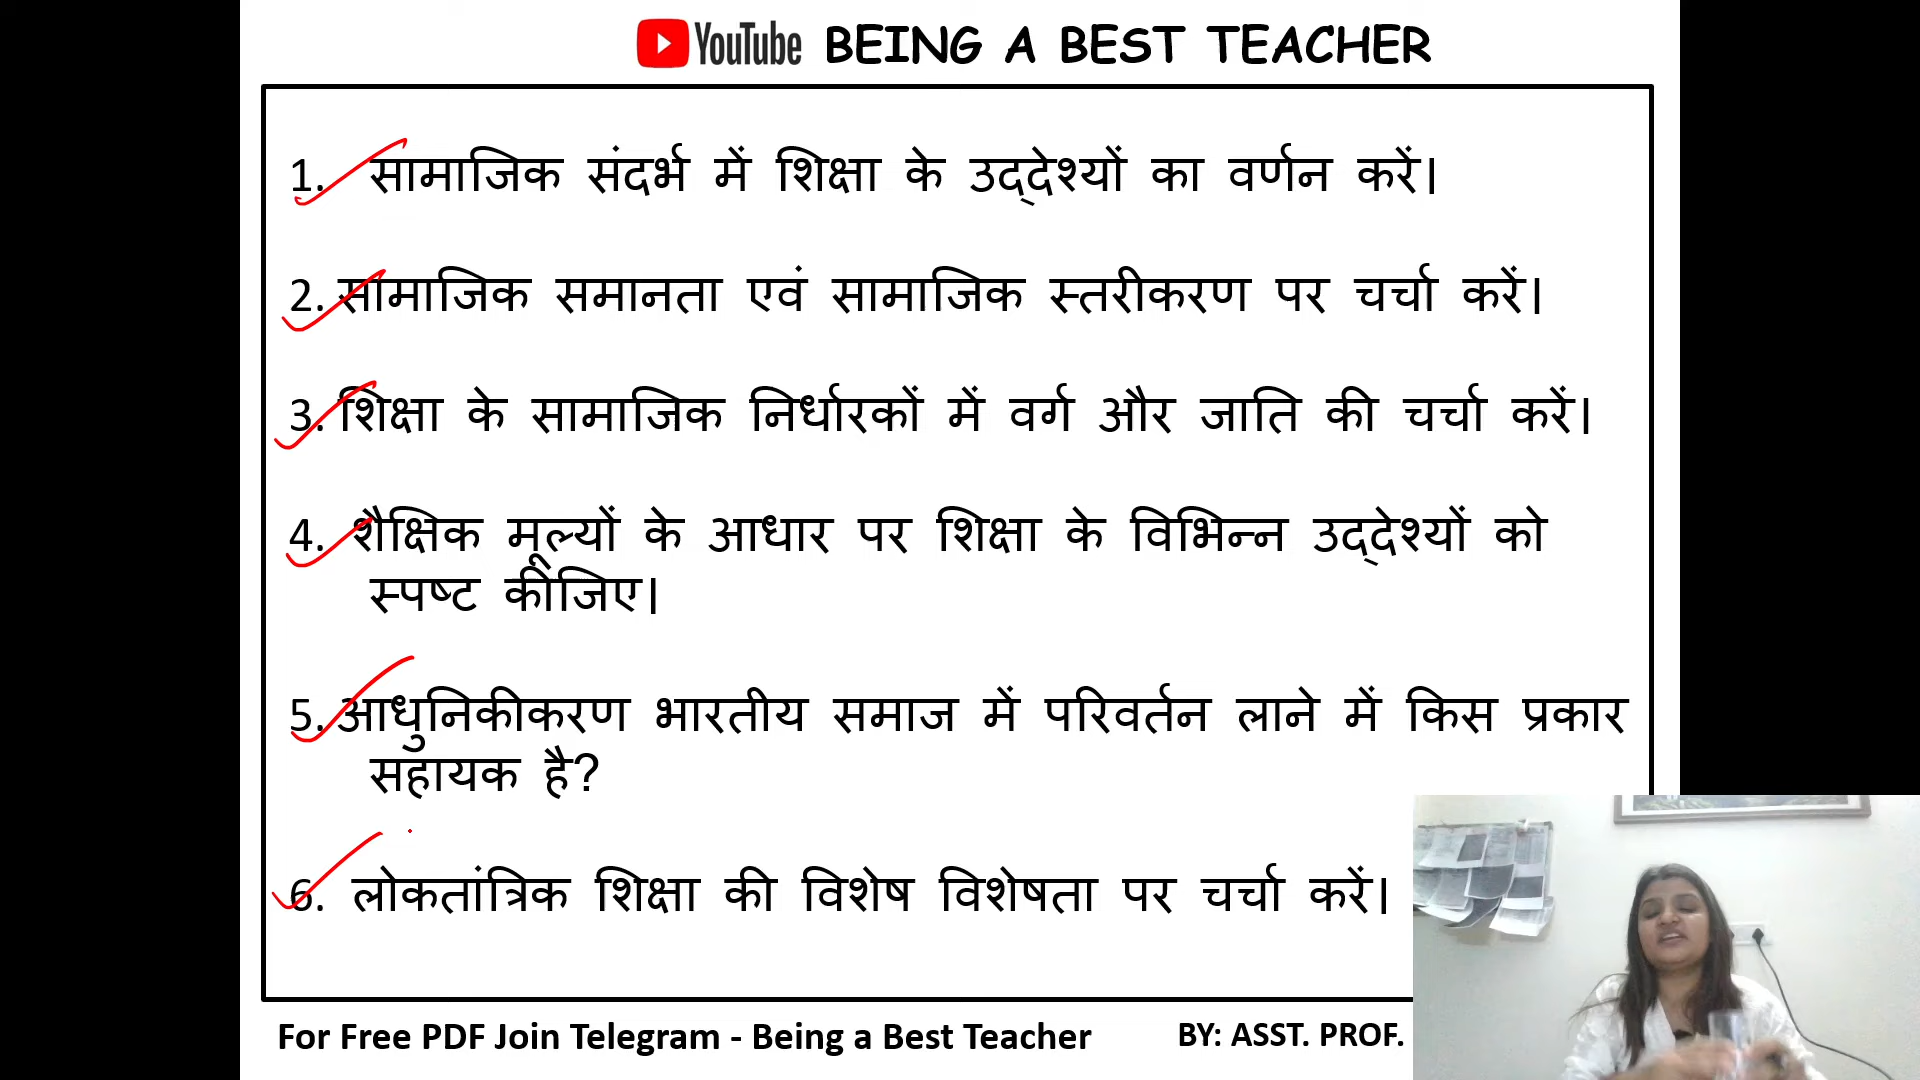 YouTube BEING A BEST TEACHER
1. सामाजिक संदर्भ में शिक्षा के उद्देश्यों का वर्णन करें।
2. सामाजिक समानता एवं सामाजिक स्तरीकरण पर चर्चा करें।
3. शिक्षा के सामाजिक निर्धारकों में वर्ग और जाति की चर्चा करें।
4. शैक्षिक मूल्यों के आधार पर शिक्षा के विभिन्न उद्देश्यों को
स्पष्ट कीजिए।
5. आधुनिकीकरण भारतीय समाज में परिवर्तन लाने में किस प्रकार
सहायक है?
6. लोकतांत्रिक शिक्षा की विशेष विशेषता पर चर्चा करें।
For Free PDF Join Telegram - Being a Best Teacher BY: ASST. PROF.